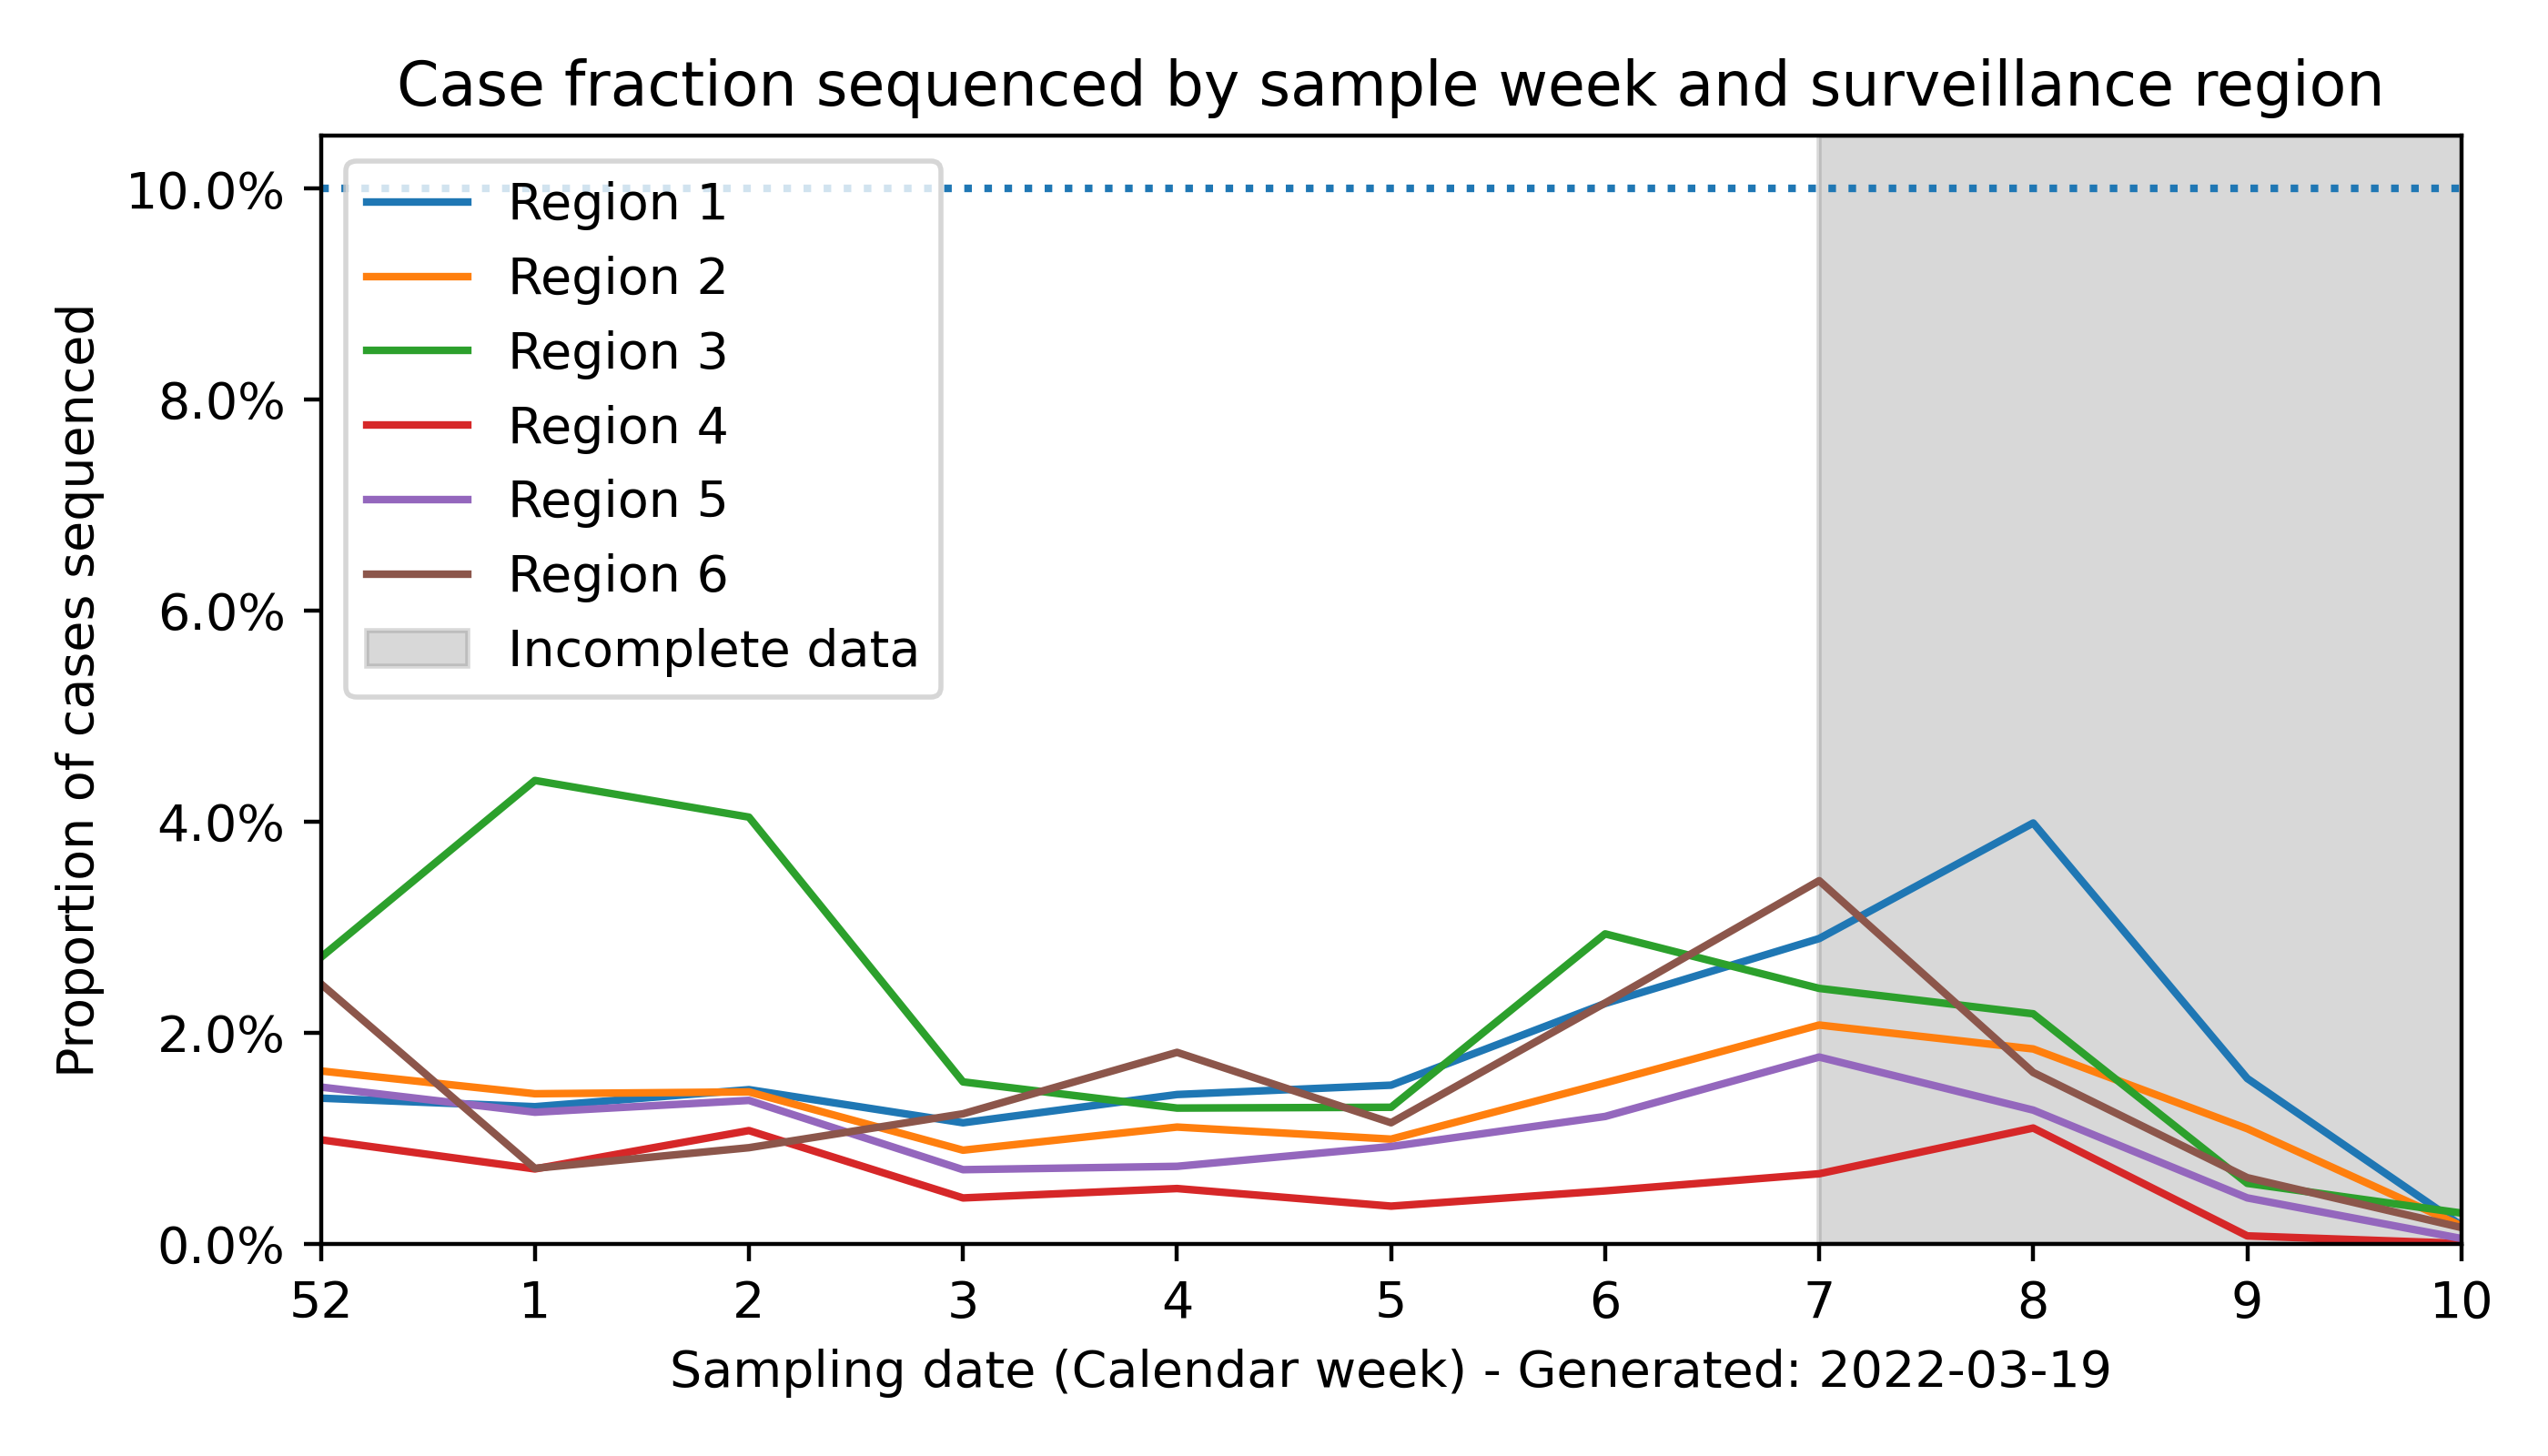 Case fraction sequenced by sample week and surveillance region
Proportion of cases sequenced
10.0%
8.0%
6.0%
4.0%
2.0%
0.0%
Region 1
Region 2
Region 3
Region 4
Region 5
Region 6
Incomplete data
52 1 2 3 4 5 6 7 8 9 10
Sampling date (Calendar week) - Generated: 2022-03-19